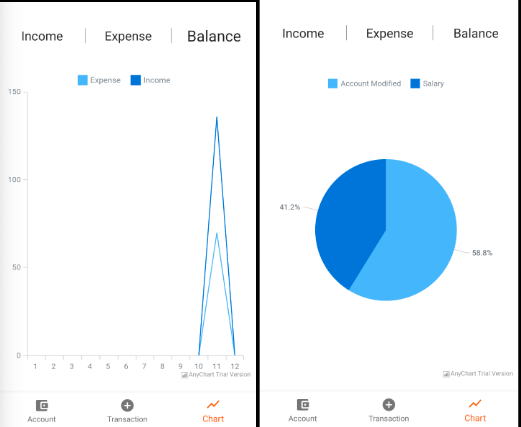 Income Expense Balance
Expense Income
150
100
50
0
1 2 3 4 5 6 7 8 9 10 11 12
AnyChart Trial Version
Account Transaction Chart
Income Expense Balance
Account Modified Salary
41.2%
58.8%
AnyChart Trial Version
Account Transaction Chart